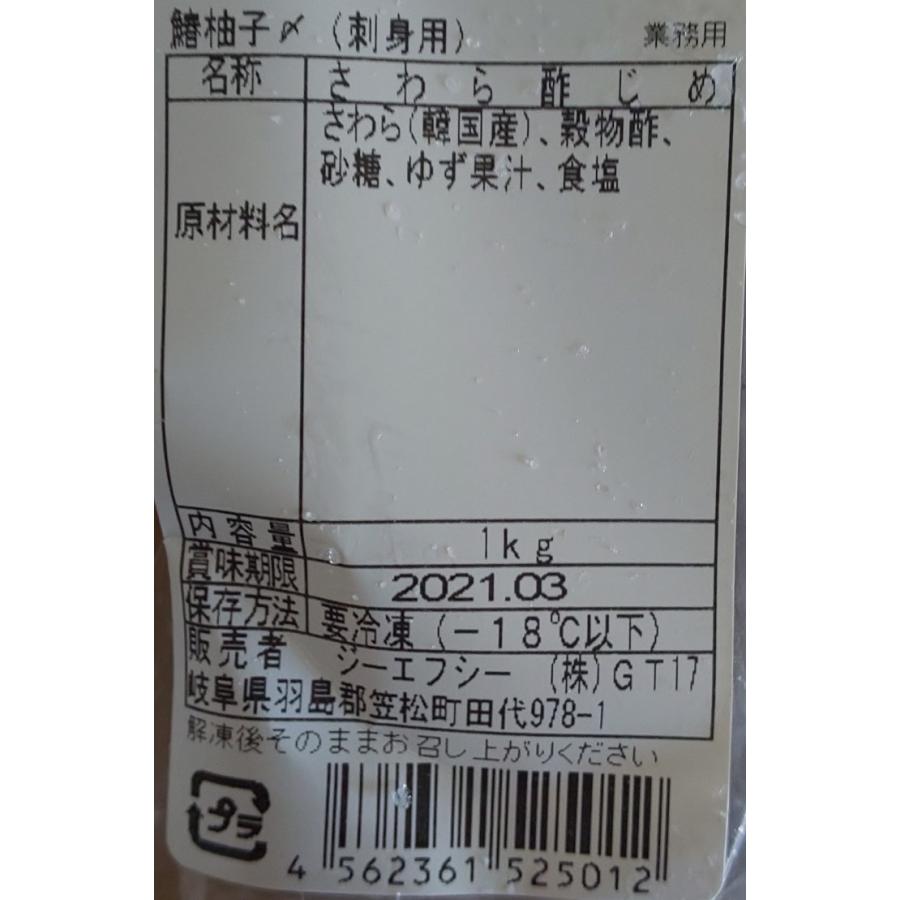 鰆柚子〆（刺身用） 業務用
名称 さわら酢じめ
さわら(韓国産)、穀物酢、
砂糖、ゆず果汁、食塩
原材料名
内容量 1kg
賞味期限 2021.03
保存方法 要冷凍(－18℃以下)
販売者 ジーエフシー(株)GT17
岐阜県羽島郡笠松町田代978-1
解凍後そのままお召し上がりください
プラ
4 562361 525012